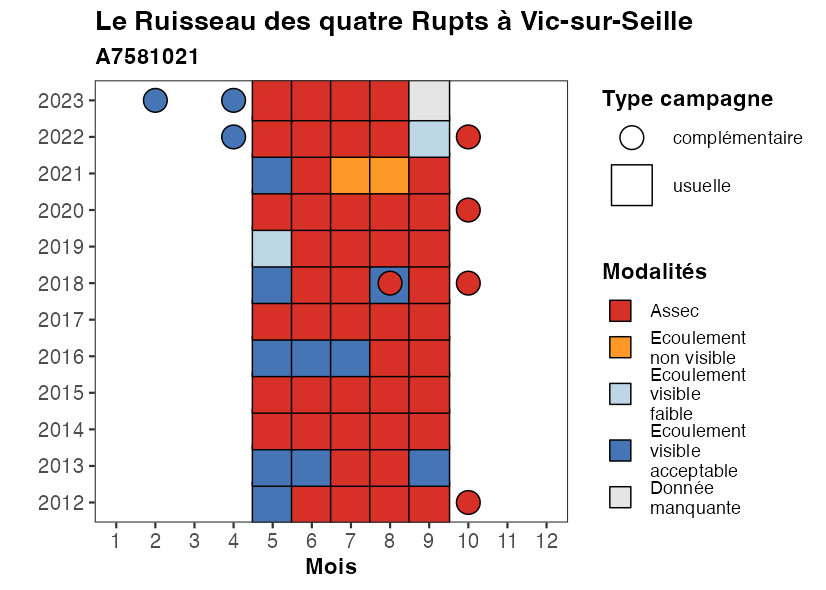 Le Ruisseau des quatre Rupts à Vic-sur-Seille
A7581021
2023
2022
2021
2020
2019
2018
2017
2016
2015
2014
2013
2012
1 2 3 4 5 6 7 8 9 10 11 12
Mois
Type campagne
complémentaire
usuelle
Modalités
Assec
Ecoulement
non visible
Ecoulement
visible
faible
Ecoulement
visible
acceptable
Donnée
manquante